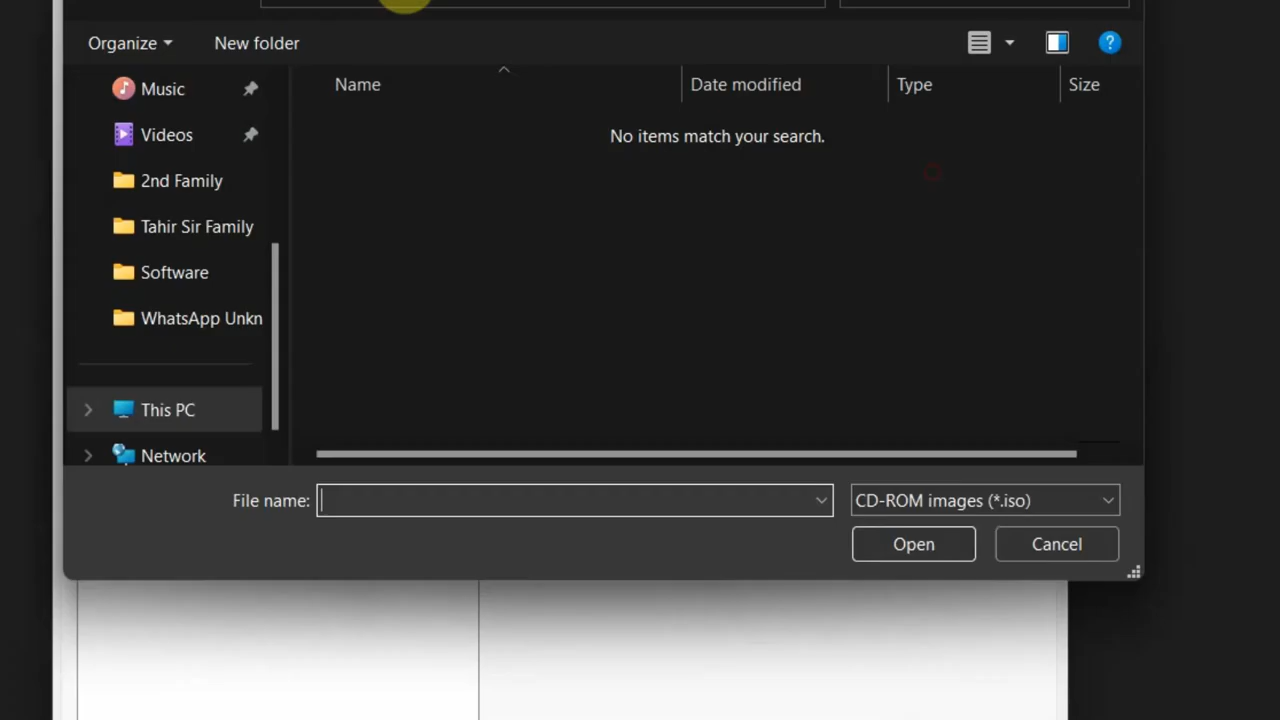 Organize New folder
Name Date modified Type Size
No items match your search.
Music
Videos
2nd Family
Tahir Sir Family
Software
WhatsApp Unkn
This PC
Network
File name: CD-ROM images (*.iso)
Open Cancel